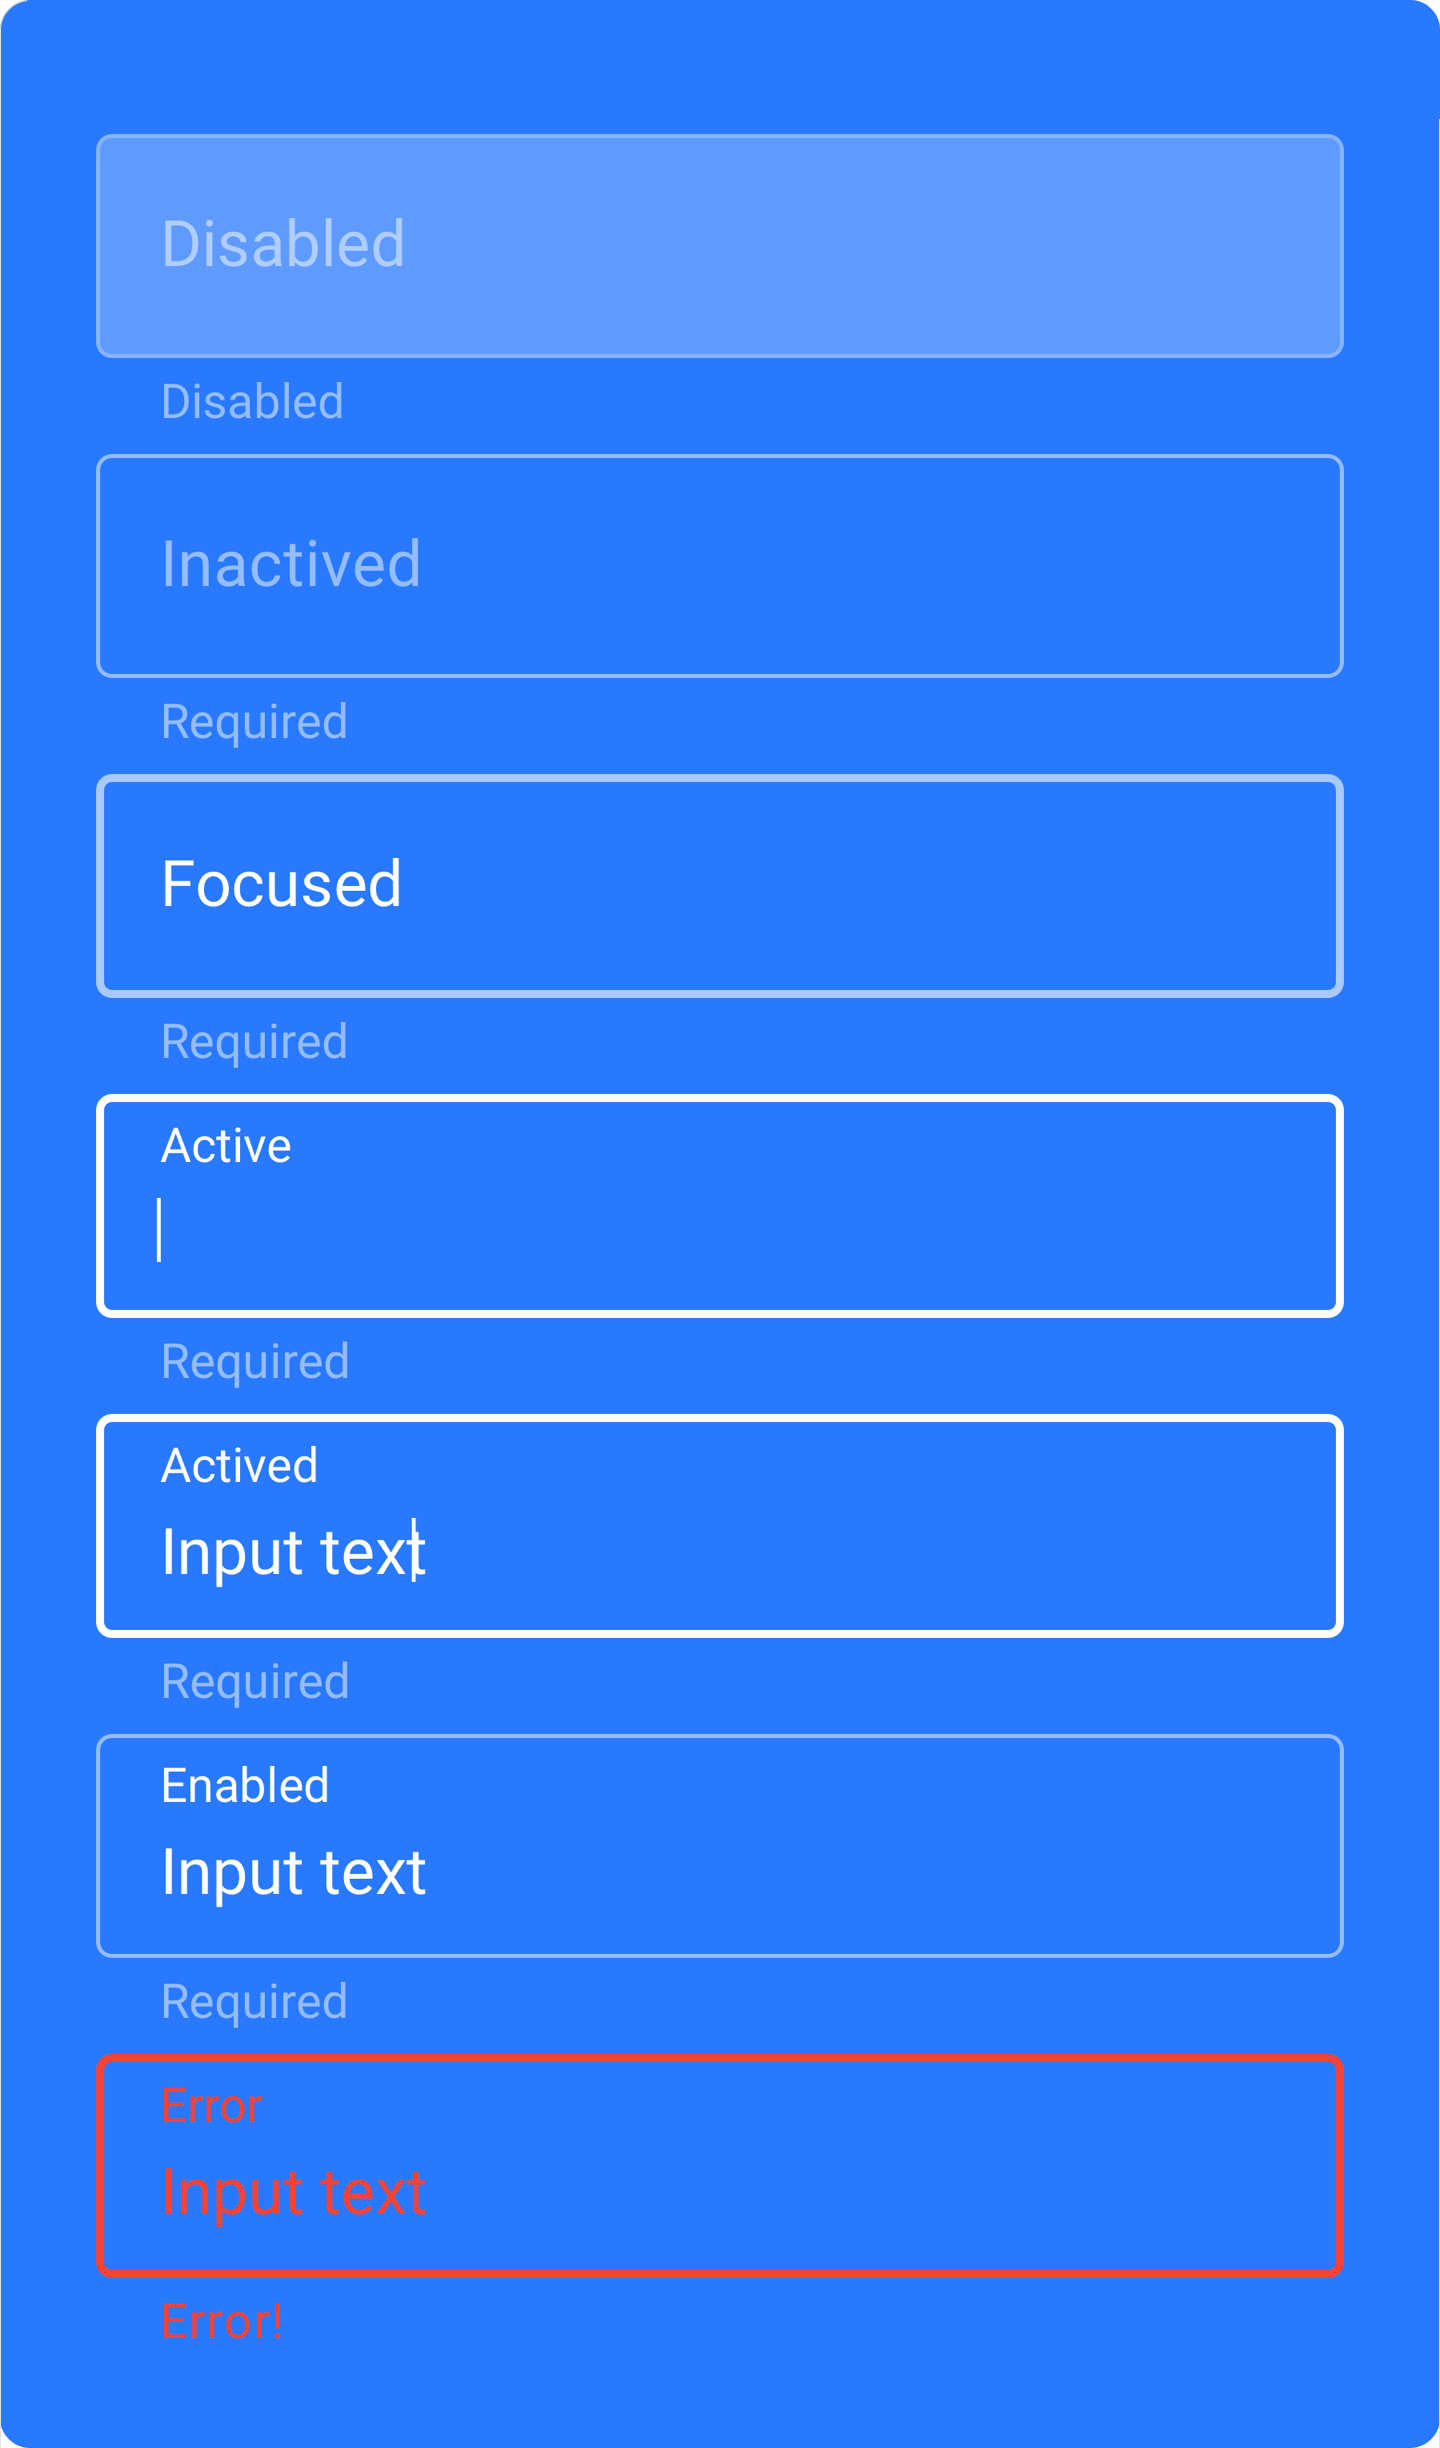 Disabled
Disabled
Inactived
Required
Focused
Required
Active
Required
Actived
Input text
Required
Enabled
Input text
Required
Error
Input text
Error!